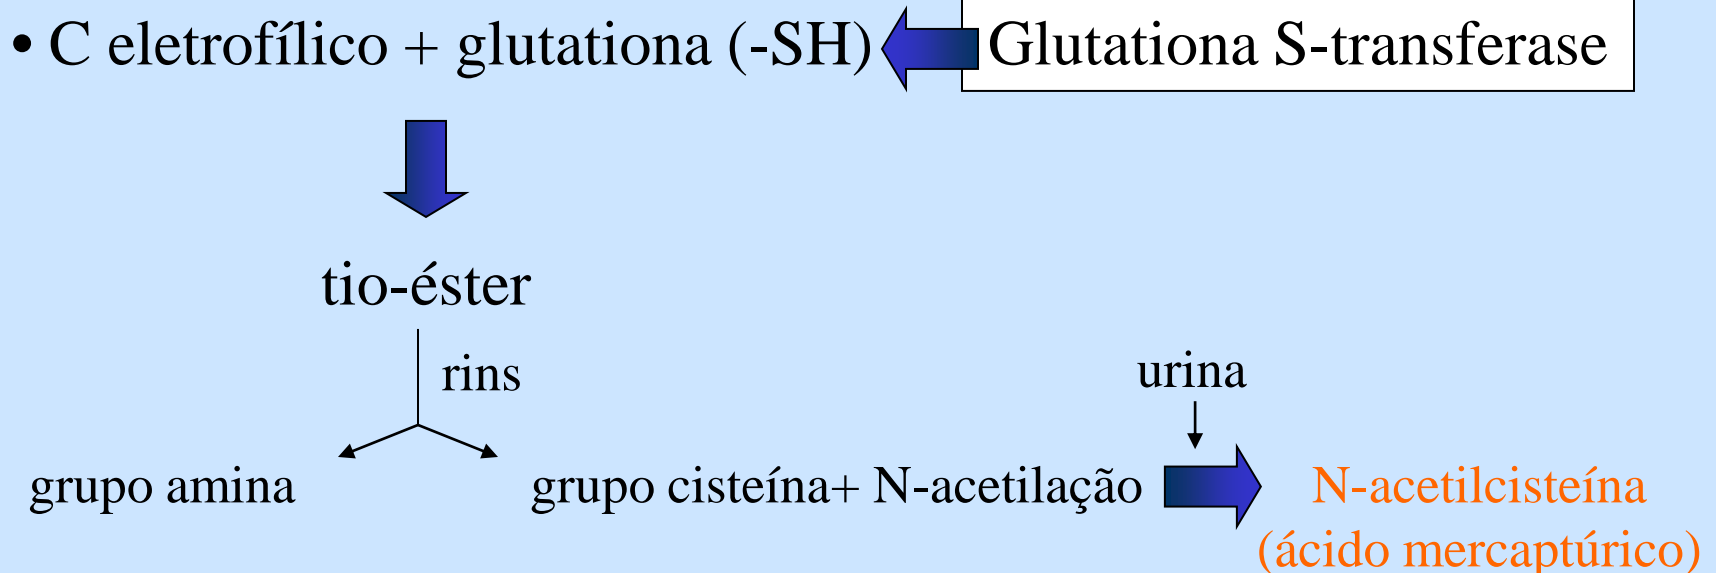 • C eletrofílico + glutationa (-SH) Glutationa S-transferase
tio-éster
rins
urina
grupo amina
grupo cisteína+ N-acetilação
N-acetilcisteína
(ácido mercaptúrico)